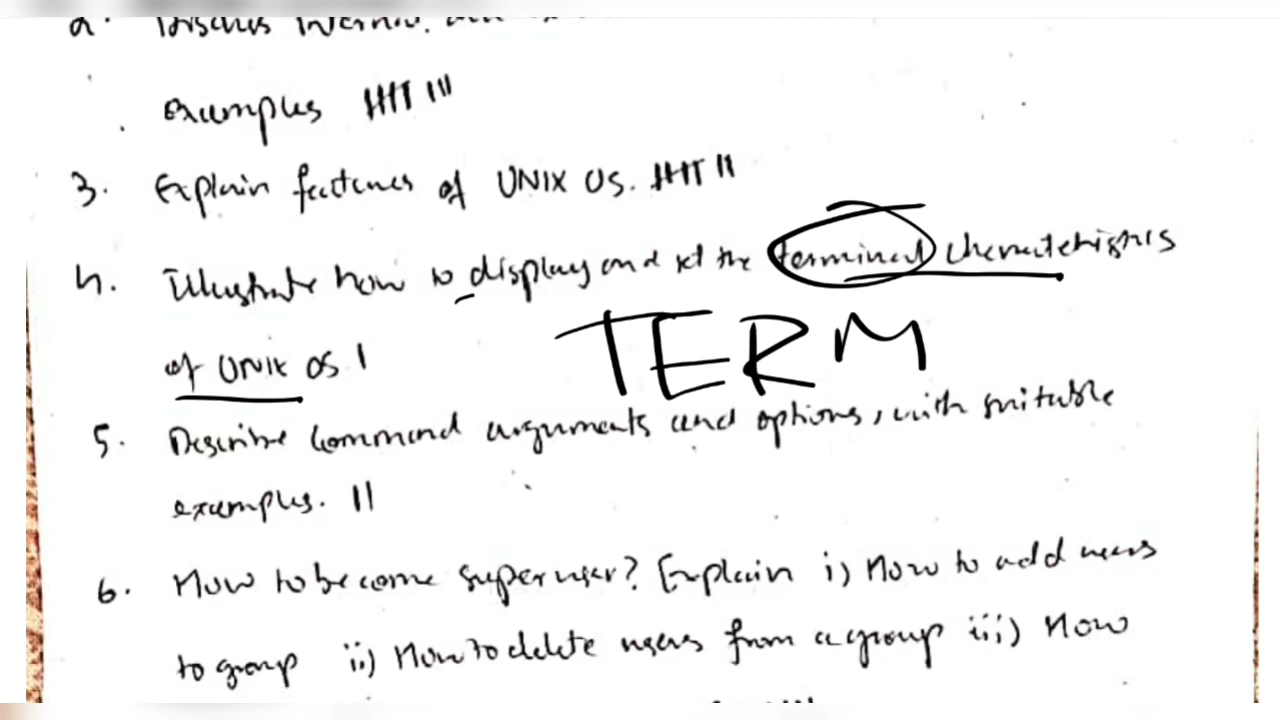 examples
3. Explain features of UNIX OS.
4. Illustrate how to display and set the terminal characteristics
of UNIX OS
TERM
5. Describe command arguments and options, with suitable
examples.
6. How to become super user? Explain i) How to add users
to group ii) How to delete users from a group iii) How